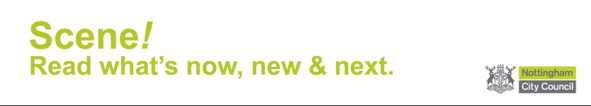 Scene!
Read what's now, new & next.
Nottingham
City Council